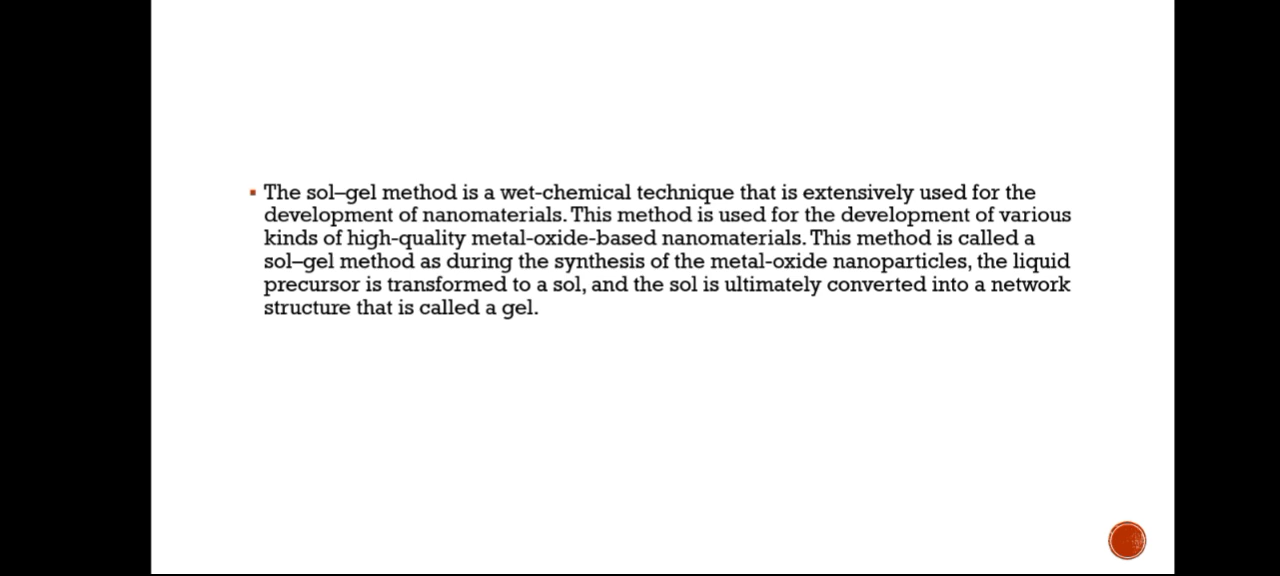 ▪ The sol–gel method is a wet-chemical technique that is extensively used for the
development of nanomaterials. This method is used for the development of various
kinds of high-quality metal-oxide-based nanomaterials. This method is called a
sol–gel method as during the synthesis of the metal-oxide nanoparticles, the liquid
precursor is transformed to a sol, and the sol is ultimately converted into a network
structure that is called a gel.